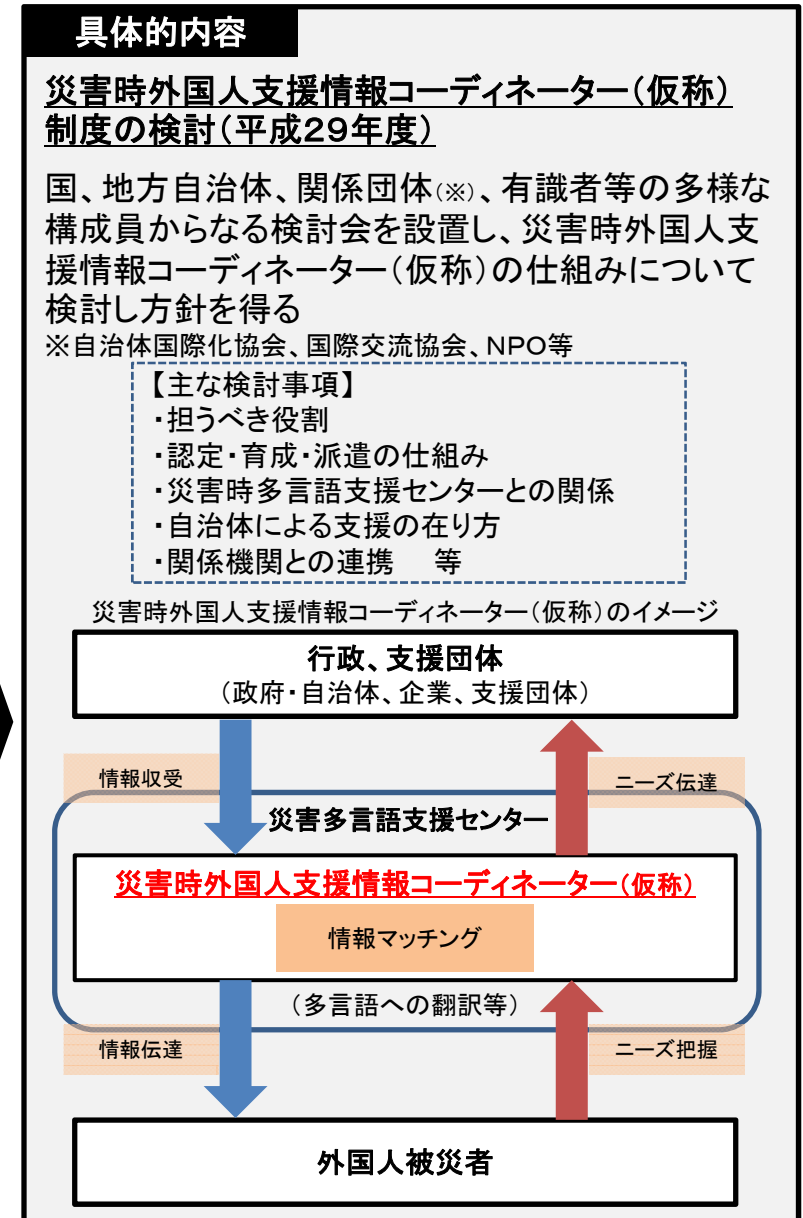 具体的内容
災害時外国人支援情報コーディネーター(仮称)
制度の検討(平成29年度)
国、地方自治体、関係団体(※)、有識者等の多様な
構成員からなる検討会を設置し、災害時外国人支
援情報コーディネーター(仮称)の仕組みについて
検討し方針を得る
※自治体国際化協会、国際交流協会、NPO等
【主な検討事項】
・担うべき役割
・認定・育成・派遣の仕組み
・災害時多言語支援センターとの関係
・自治体による支援の在り方
・関係機関との連携　等
災害時外国人支援情報コーディネーター(仮称)のイメージ
行政、支援団体
(政府・自治体、企業、支援団体)
情報収受
ニーズ伝達
災害多言語支援センター
災害時外国人支援情報コーディネーター(仮称)
情報マッチング
(多言語への翻訳等)
情報伝達
ニーズ把握
外国人被災者